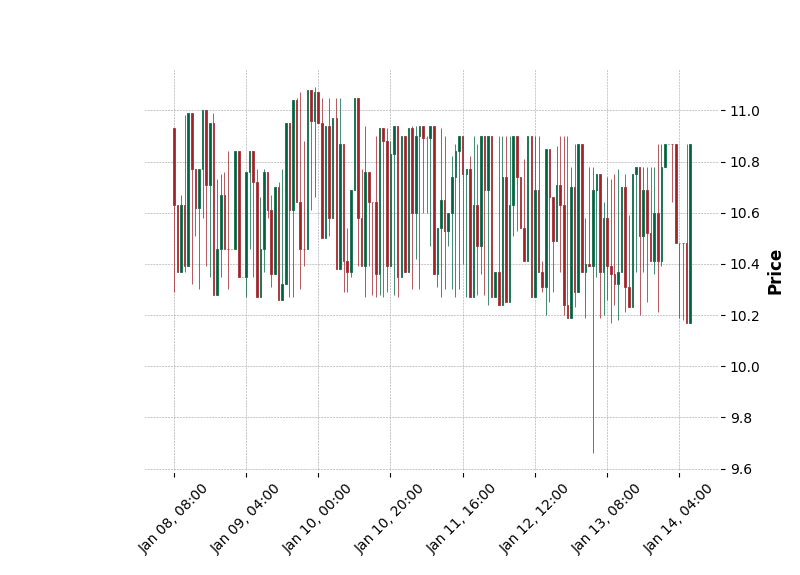 11.0
10.8
10.6
10.4
10.2
10.0
9.8
9.6
Price
Jan 08, 08:00
Jan 09, 04:00
Jan 10, 00:00
Jan 10, 20:00
Jan 11, 16:00
Jan 12, 12:00
Jan 13, 08:00
Jan 14, 04:00